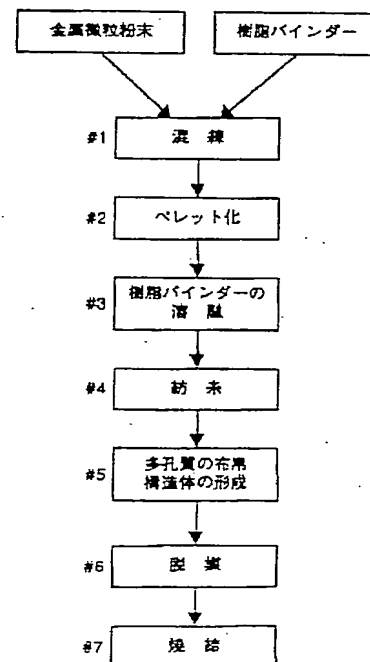 金属微粒粉末
樹脂バインダー
#1 混 練
#2 ペレット化
#3 樹脂バインダーの
溶 融
#4 紡 糸
#5 多孔質の布帛
構造体の形成
#6 脱 脂
#7 焼 結